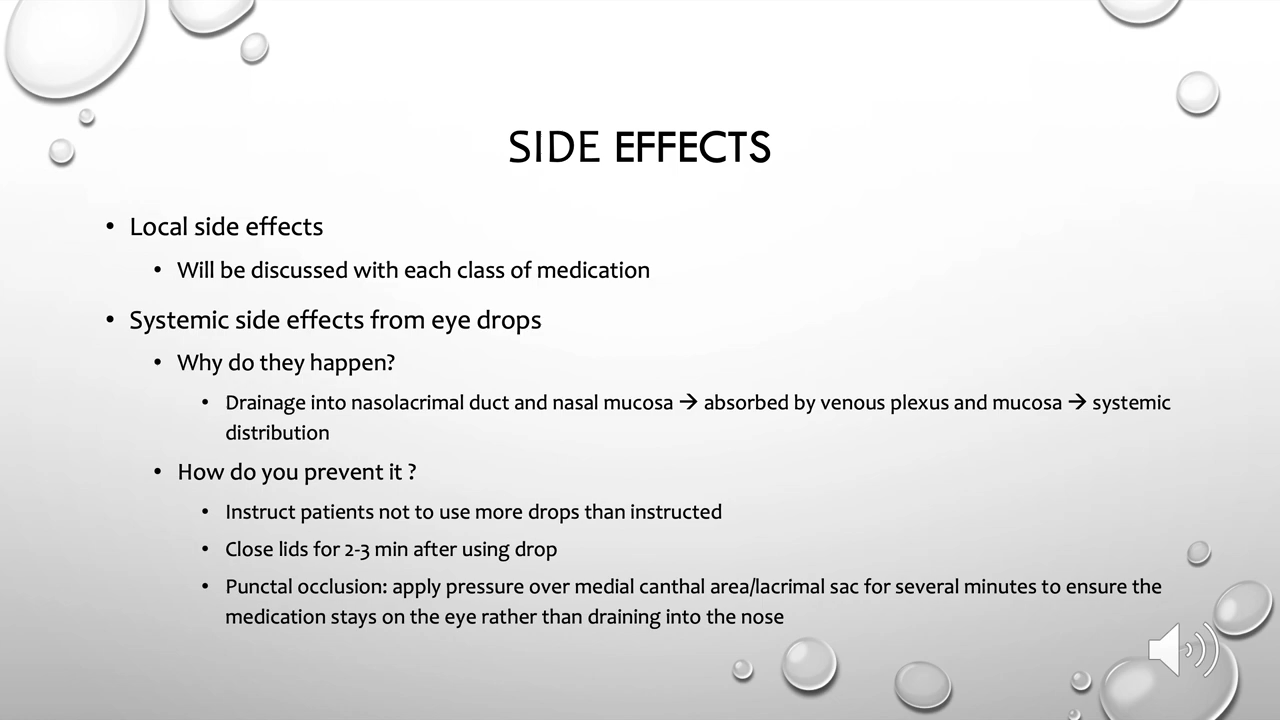 SIDE EFFECTS
• Local side effects
• Will be discussed with each class of medication
• Systemic side effects from eye drops
• Why do they happen?
• Drainage into nasolacrimal duct and nasal mucosa → absorbed by venous plexus and mucosa → systemic
distribution
• How do you prevent it ?
• Instruct patients not to use more drops than instructed
• Close lids for 2-3 min after using drop
• Punctal occlusion: apply pressure over medial canthal area/lacrimal sac for several minutes to ensure the
medication stays on the eye rather than draining into the nose